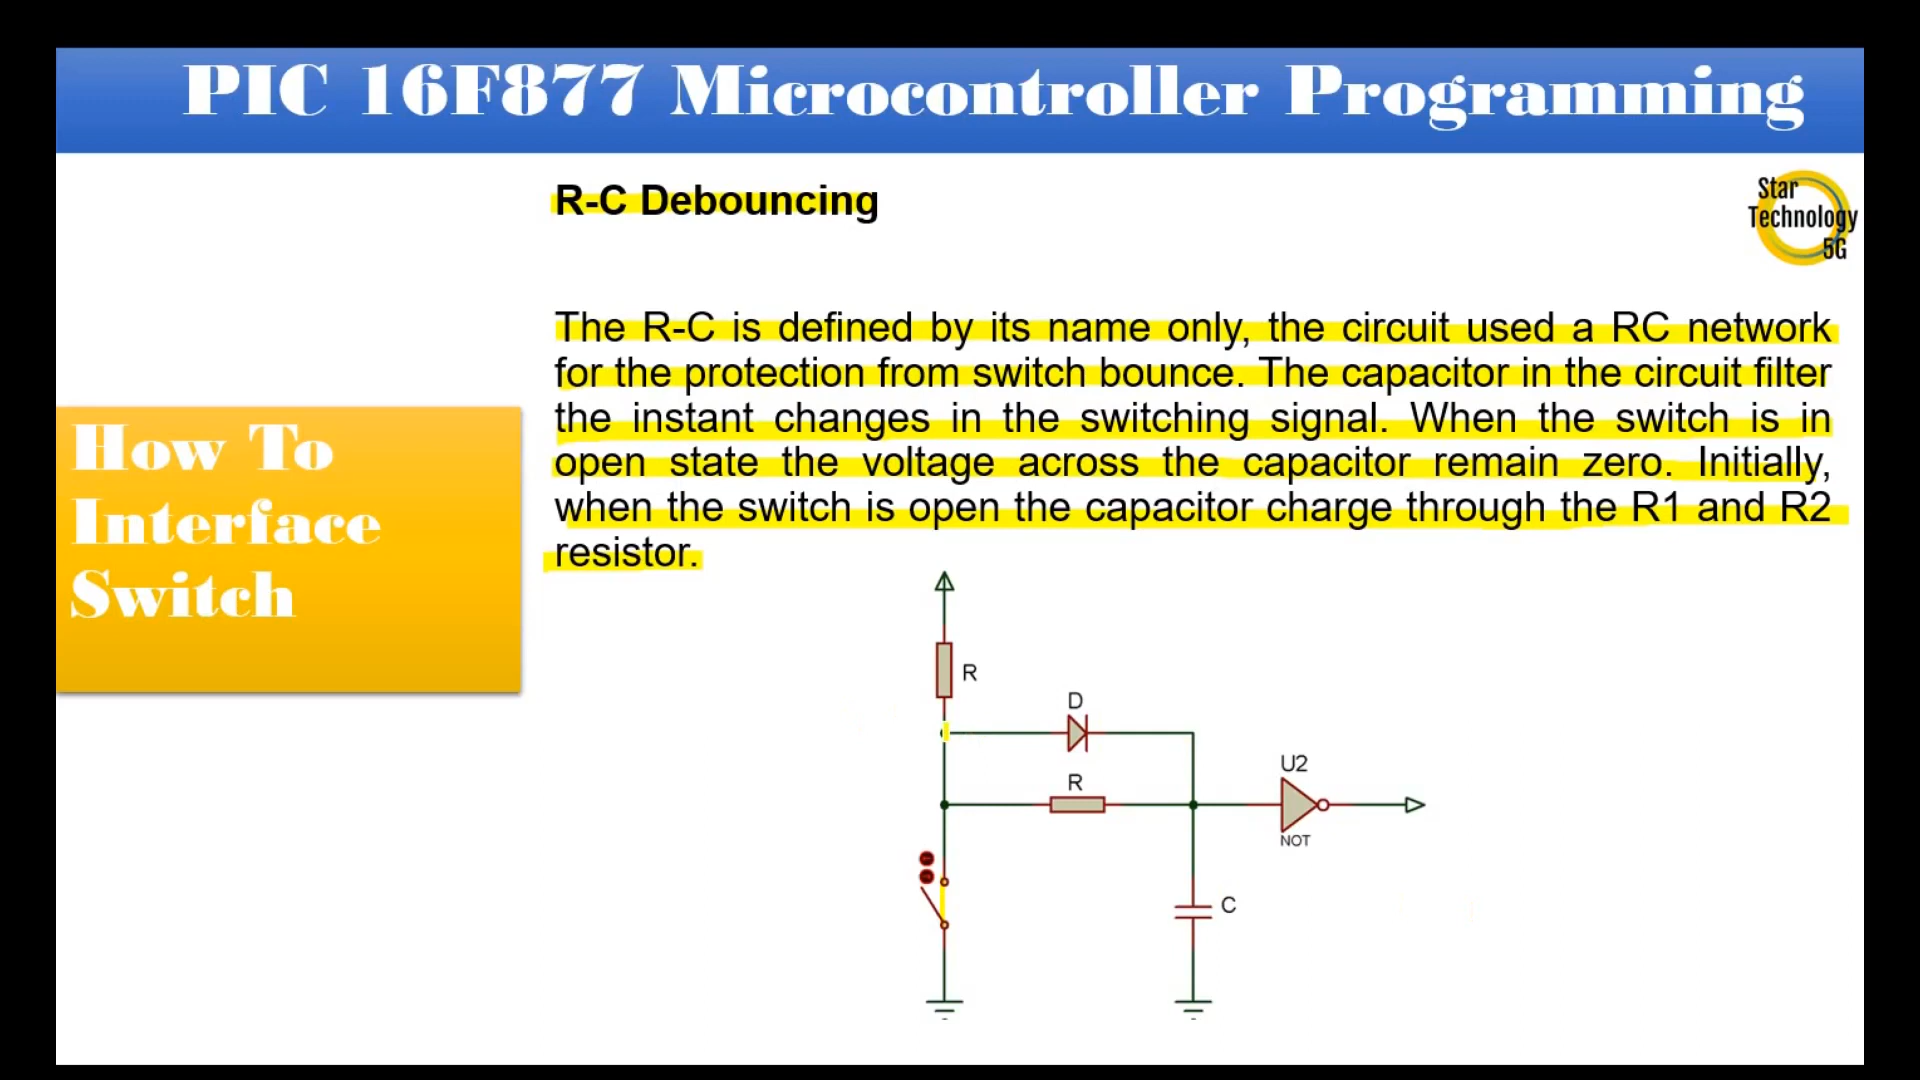 PIC 16F877 Microcontroller Programming
Star
Technology
5G
R-C Debouncing
The R-C is defined by its name only, the circuit used a RC network
for the protection from switch bounce. The capacitor in the circuit filter
the instant changes in the switching signal. When the switch is in
open state the voltage across the capacitor remain zero. Initially,
when the switch is open the capacitor charge through the R1 and R2
resistor.
How To
Interface
Switch
R
D
R
U2
NOT
C